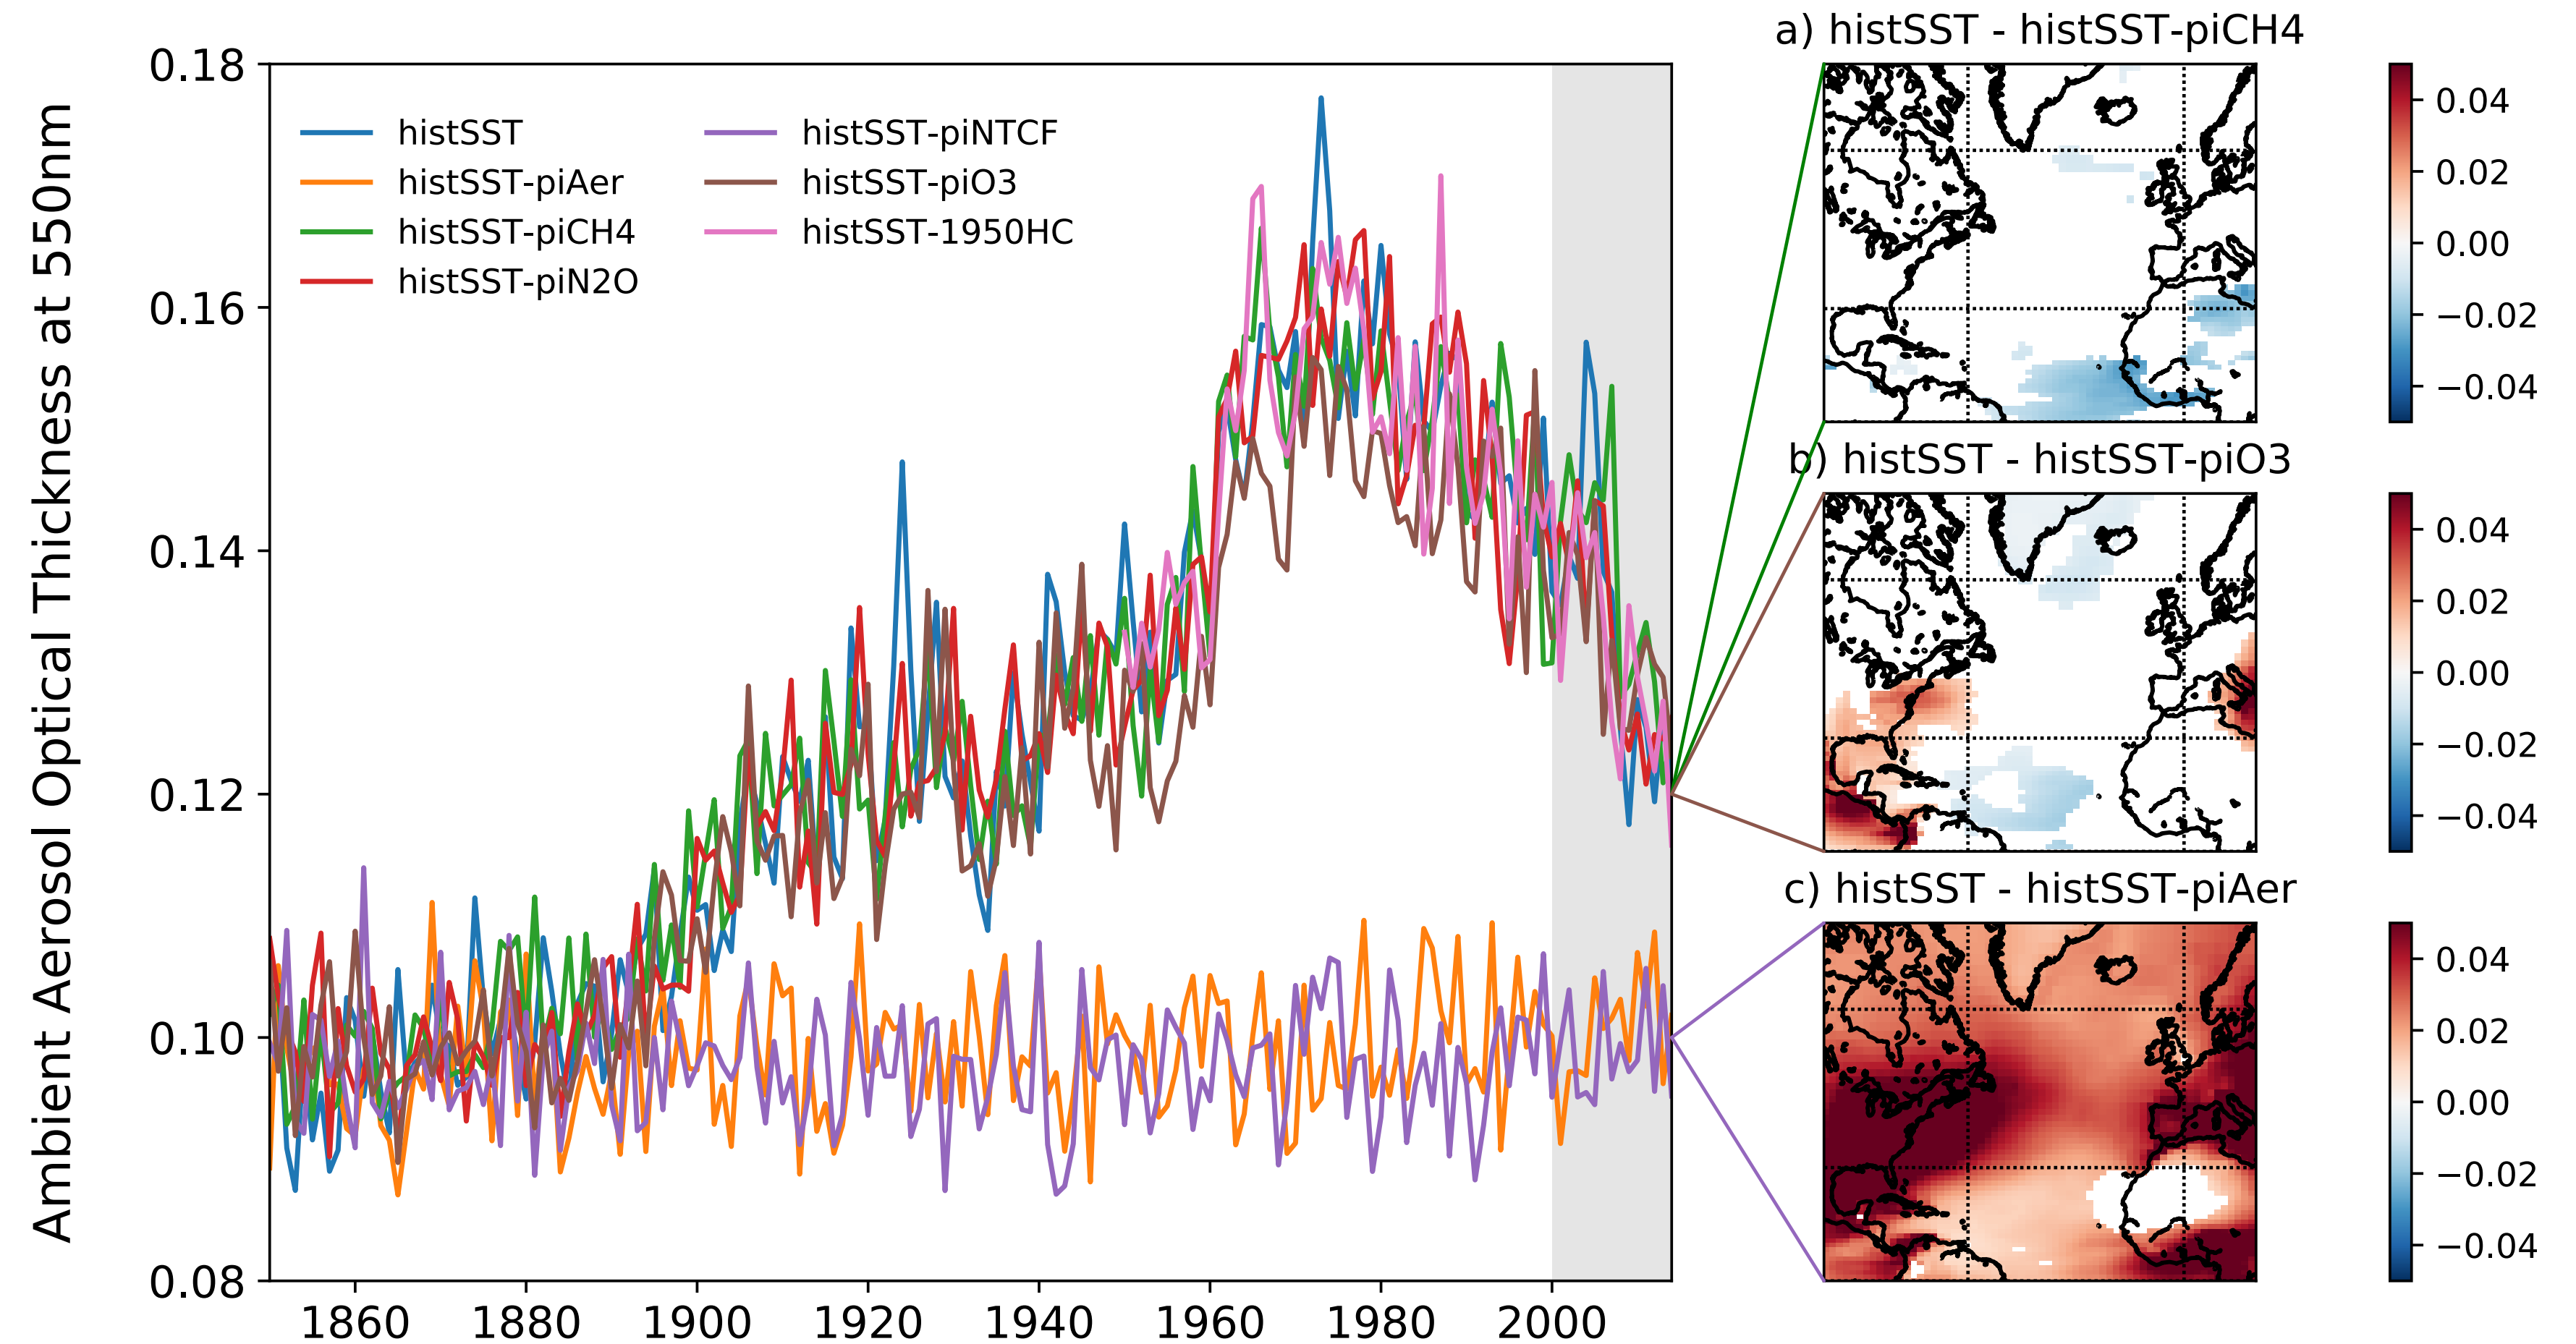 Ambient Aerosol Optical Thickness at 550nm
0.18
0.16
0.14
0.12
0.10
0.08
1860 1880 1900 1920 1940 1960 1980 2000
histSST
histSST-piAer
histSST-piCH4
histSST-piN2O
histSST-piNTCF
histSST-piO3
histSST-1950HC
a) histSST - histSST-piCH4
0.04
0.02
0.00
−0.02
−0.04
b) histSST - histSST-piO3
0.04
0.02
0.00
−0.02
−0.04
c) histSST - histSST-piAer
0.04
0.02
0.00
−0.02
−0.04